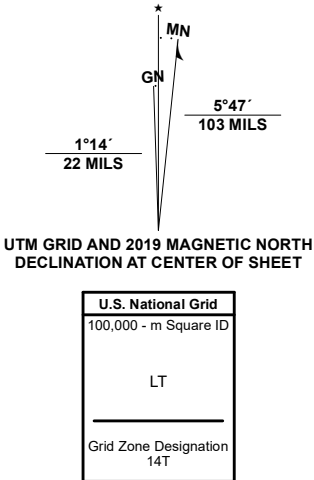 ★
MN
GN
5°47´
103 MILS
1°14´
22 MILS
UTM GRID AND 2019 MAGNETIC NORTH
DECLINATION AT CENTER OF SHEET
U.S. National Grid
100,000 - m Square ID
LT
Grid Zone Designation
14T